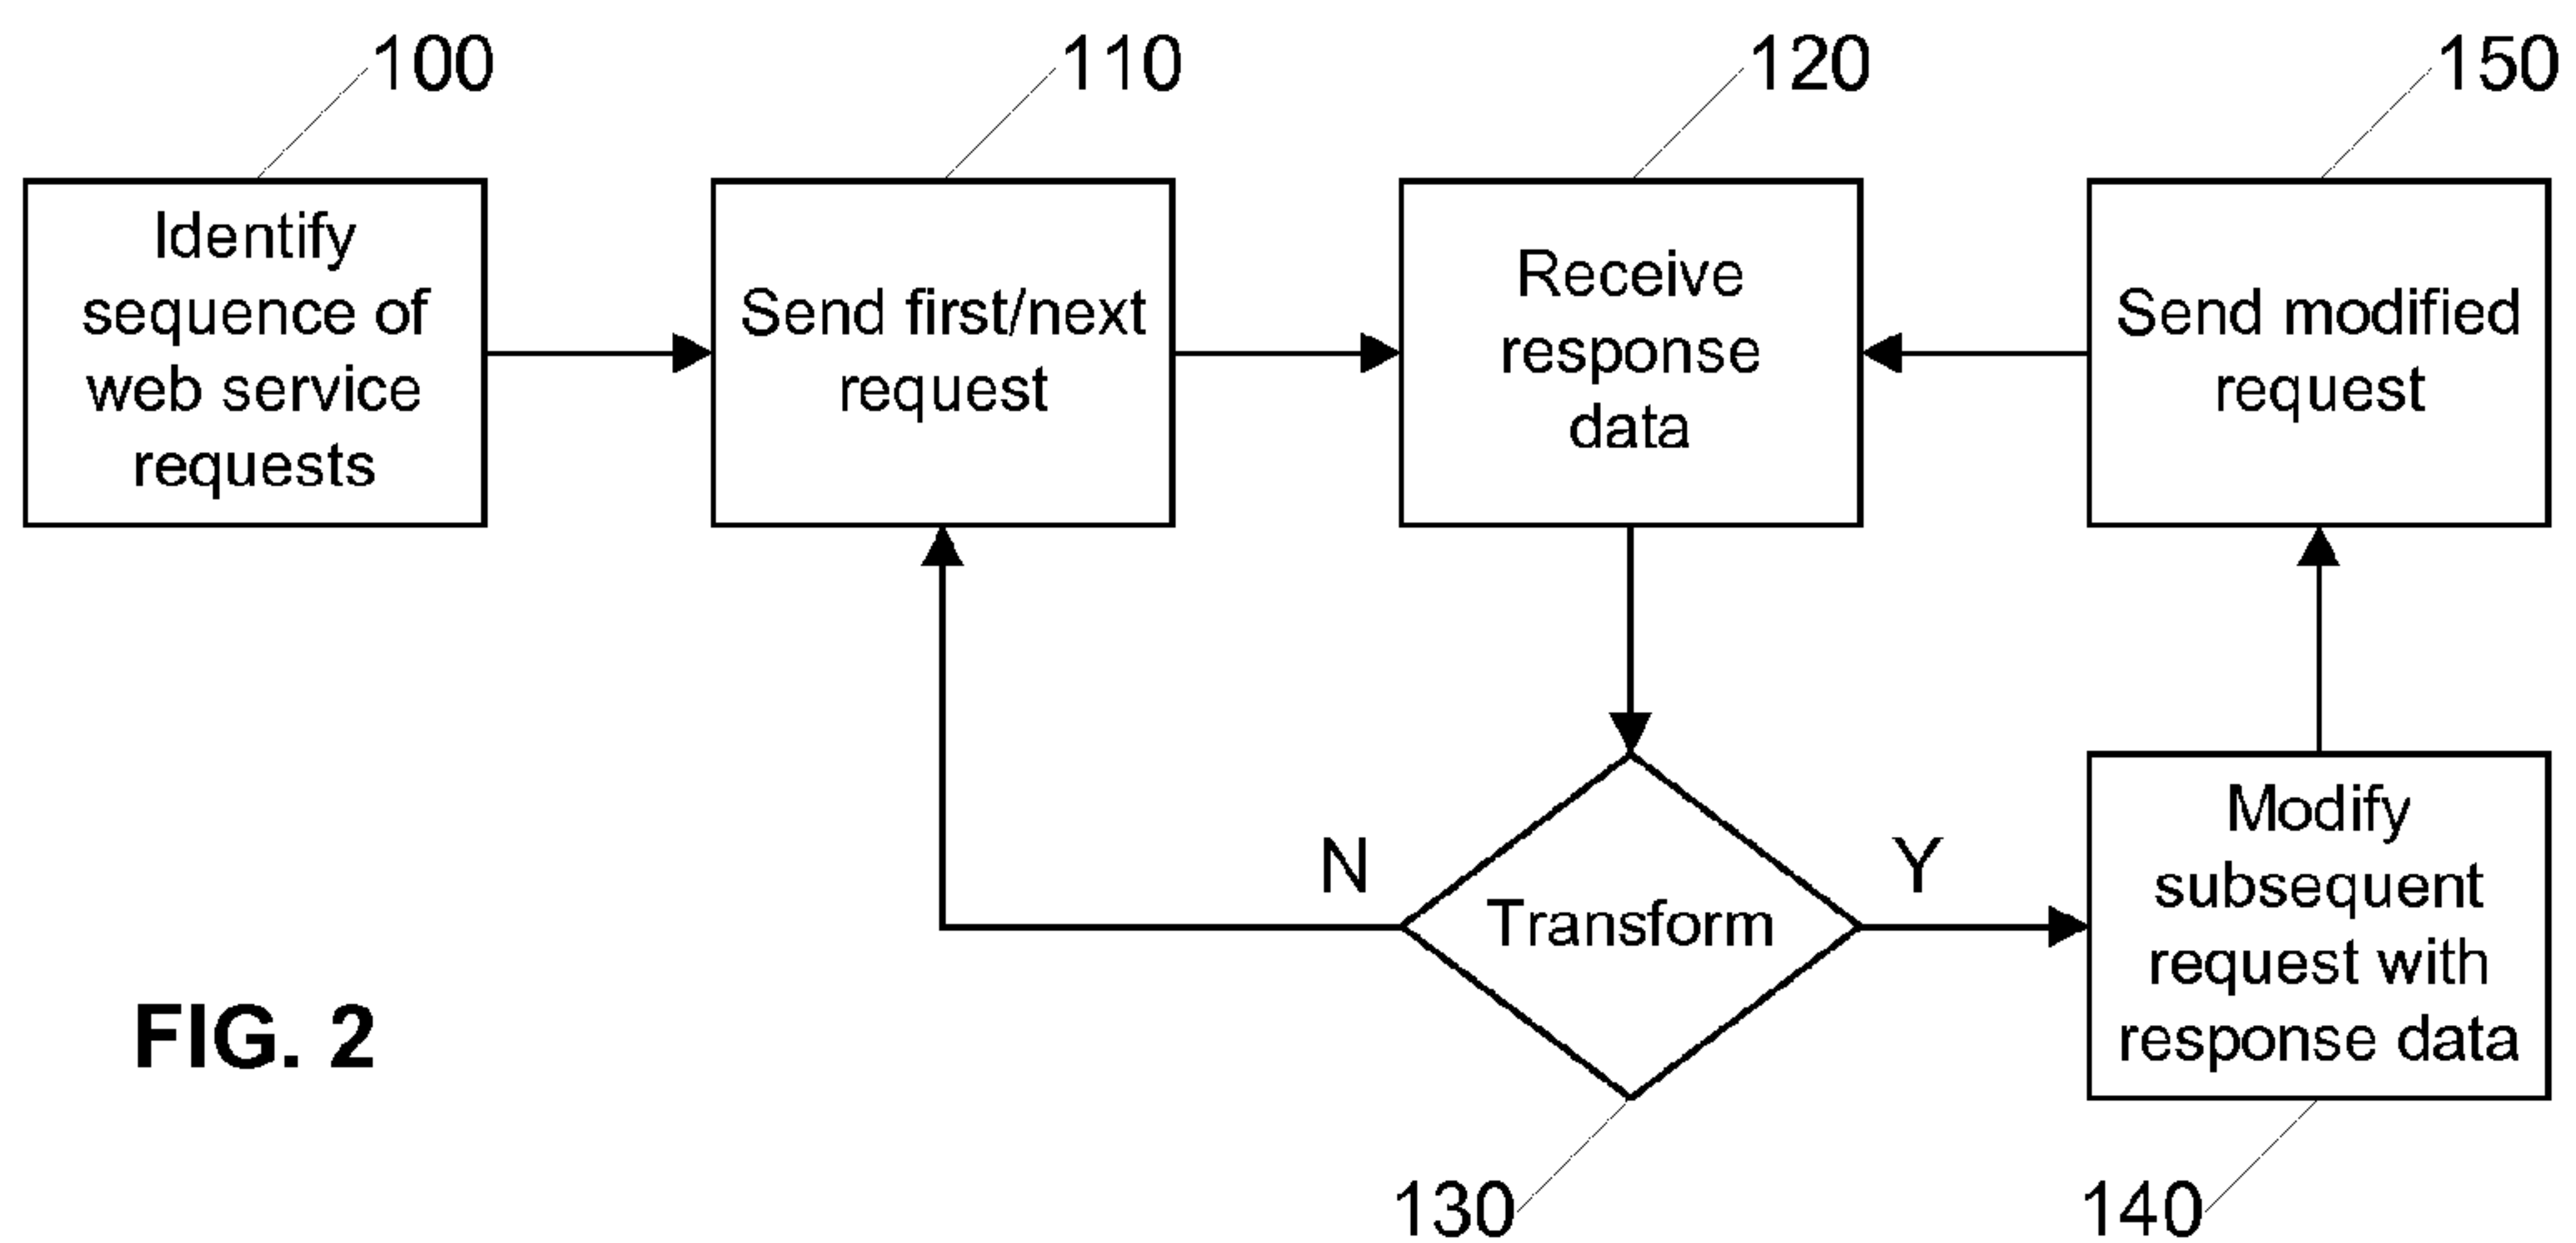 100
110
120
150
Identify
sequence of
web service
requests
Send first/next
request
Receive
response
data
Send modified
request
N
Transform
Y
Modify
subsequent
request with
response data
FIG. 2
130
140